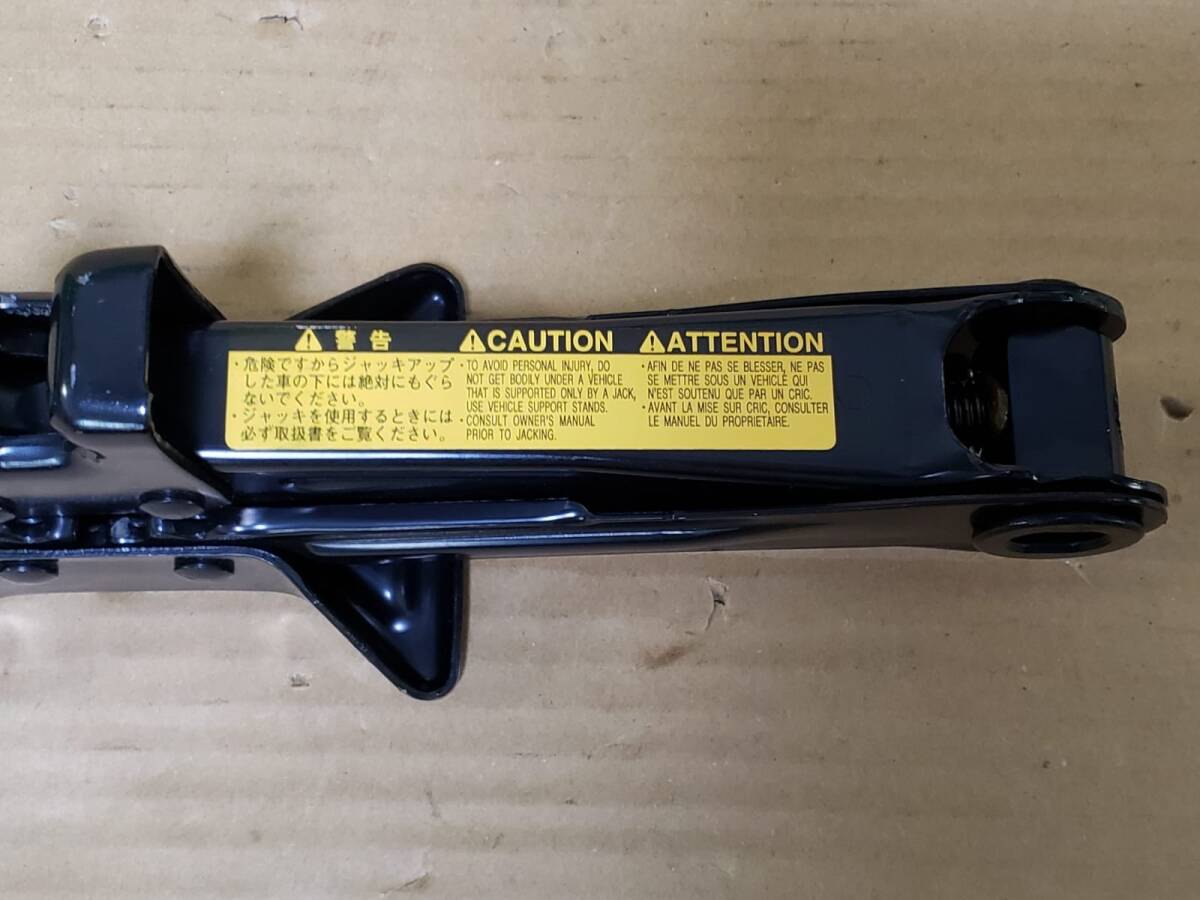 ⚠警告
・危険ですからジャッキアップ
した車の下には絶対にもぐら
ないでください。
・ジャッキを使用するときには
必ず取扱書をご覧ください。
⚠CAUTION
・TO AVOID PERSONAL INJURY, DO
NOT GET BODILY UNDER A VEHICLE
THAT IS SUPPORTED ONLY BY A JACK,
USE VEHICLE SUPPORT STANDS.
・CONSULT OWNER'S MANUAL
PRIOR TO JACKING.
⚠ATTENTION
・AFIN DE NE PAS SE BLESSER, NE PAS
SE METTRE SOUS UN VEHICLE QUI
N'EST SOUTENU QUE PAR UN CRIC.
・AVANT LA MISE SUR CRIC, CONSULTER
LE MANUEL DU PROPRIETAIRE.